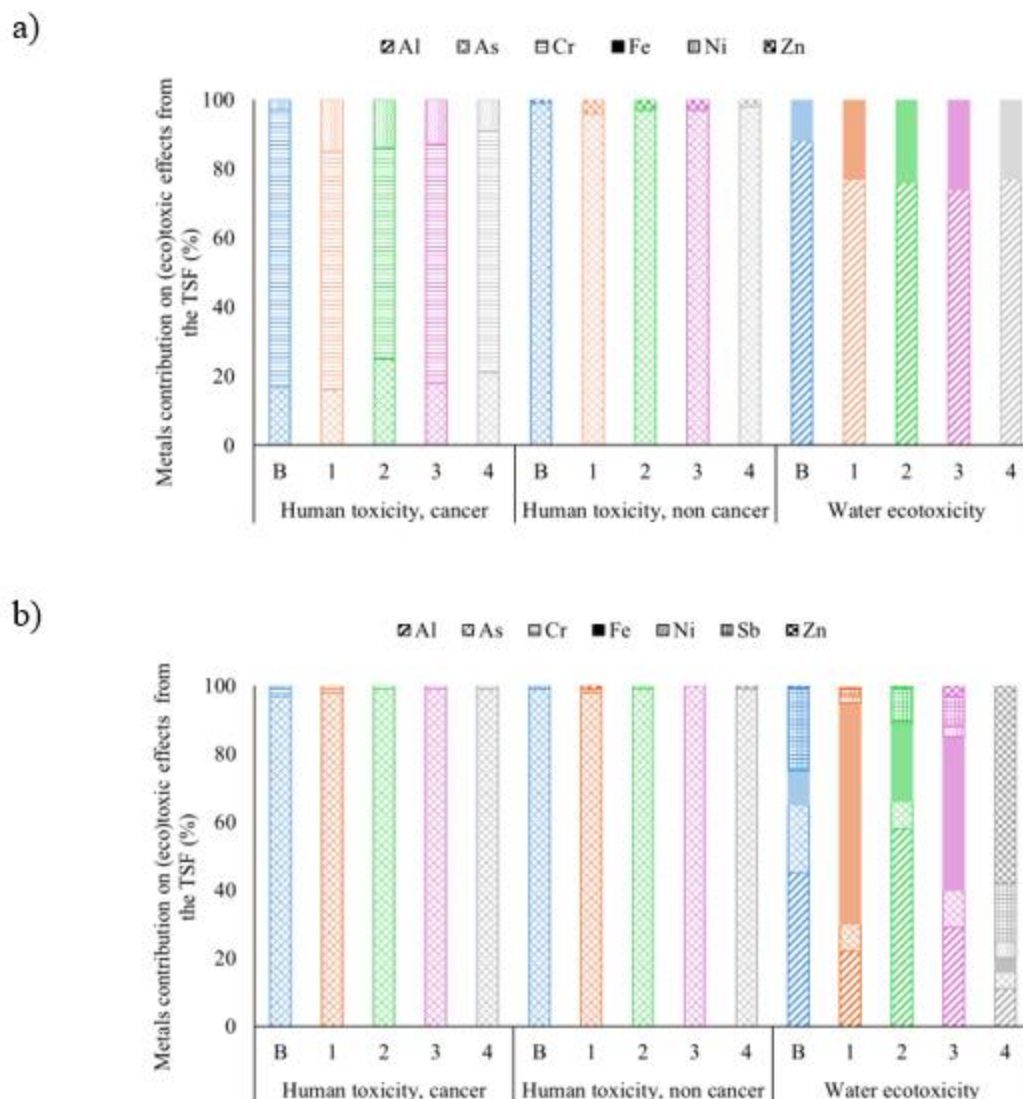 a)
Al As Cr Fe Ni Zn
Metals contribution on (eco)toxic effects from
the TSF (%)
100
80
60
40
20
0
B 1 2 3 4 B 1 2 3 4 B 1 2 3 4
Human toxicity, cancer Human toxicity, non cancer Water ecotoxicity
b)
Al As Cr Fe Ni Sb Zn
Metals contribution on (eco)toxic effects from
the TSF (%)
100
80
60
40
20
0
B 1 2 3 4 B 1 2 3 4 B 1 2 3 4
Human toxicity, cancer Human toxicity, non cancer Water ecotoxicity